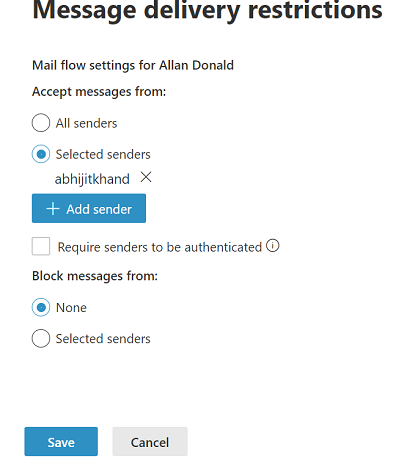 Message delivery restrictions
Mail flow settings for Allan Donald
Accept messages from:
All senders
Selected senders
abhijitkhand
Add sender
Require senders to be authenticated
Block messages from:
None
Selected senders
Save Cancel